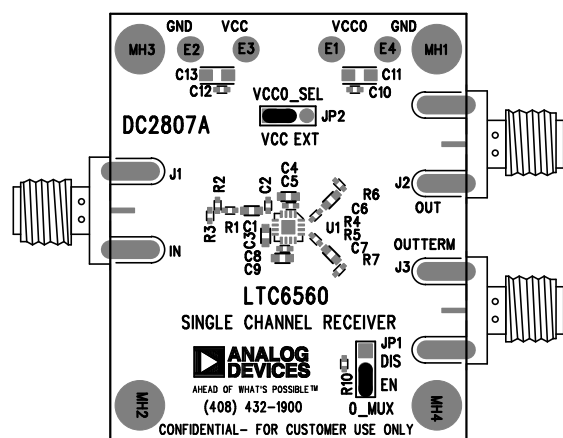 GND VCC VCCO GND
MH3 E2 E3 E1 E4 MH1
C13 C11
C12 C10
VCCO_SEL
JP2
VCC EXT
DC2807A
J1
IN
J2
OUT
OUTTERM
J3
R2
R3
R1
C2
C1
C3
C4
C5
C8
C9
U1
R6
C6
R4
R5
C7
R7
LTC6560
SINGLE CHANNEL RECEIVER
ANALOG
DEVICES
AHEAD OF WHAT'S POSSIBLE™
(408) 432-1900
JP1
DIS
EN
R10
O_MUX
MH2 MH4
CONFIDENTIAL- FOR CUSTOMER USE ONLY